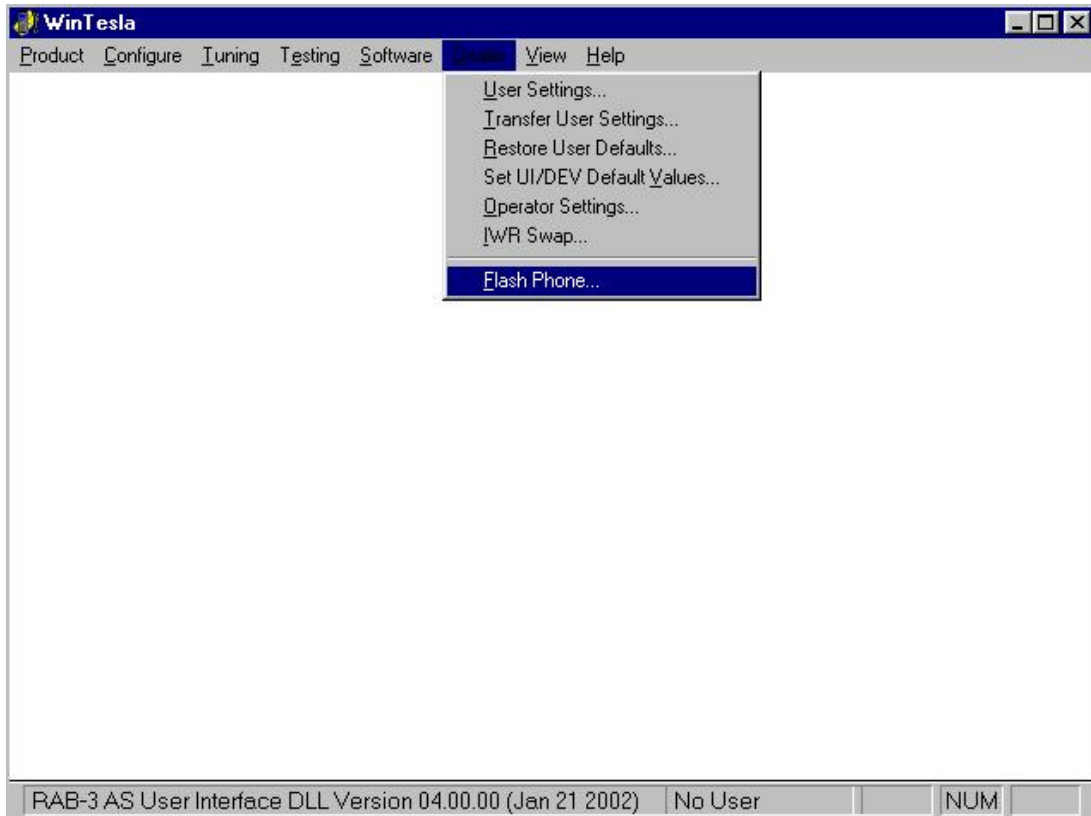 WinTesla
Product Configure Tuning Testing Software Dealer View Help
User Settings...
Transfer User Settings...
Restore User Defaults...
Set UI/DEV Default Values...
Operator Settings...
IWR Swap...
Flash Phone...
RAB-3 AS User Interface DLL Version 04.00.00 (Jan 21 2002) No User NUM